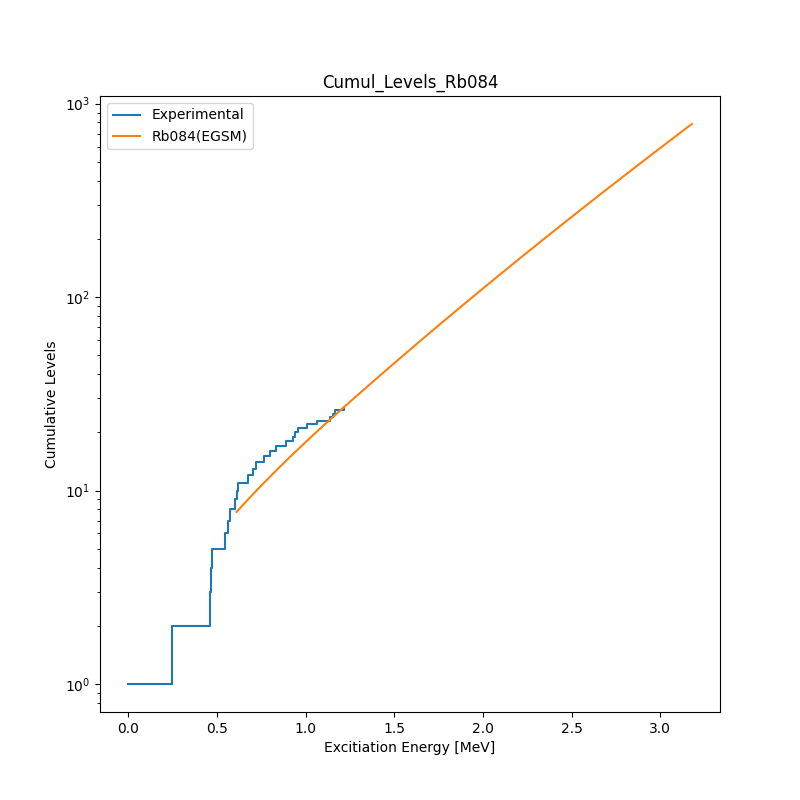 Cumul_Levels_Rb084
Experimental
Rb084(EGSM)
Cumulative Levels
10³
10²
10¹
10⁰
0.0 0.5 1.0 1.5 2.0 2.5 3.0
Excitiation Energy [MeV]